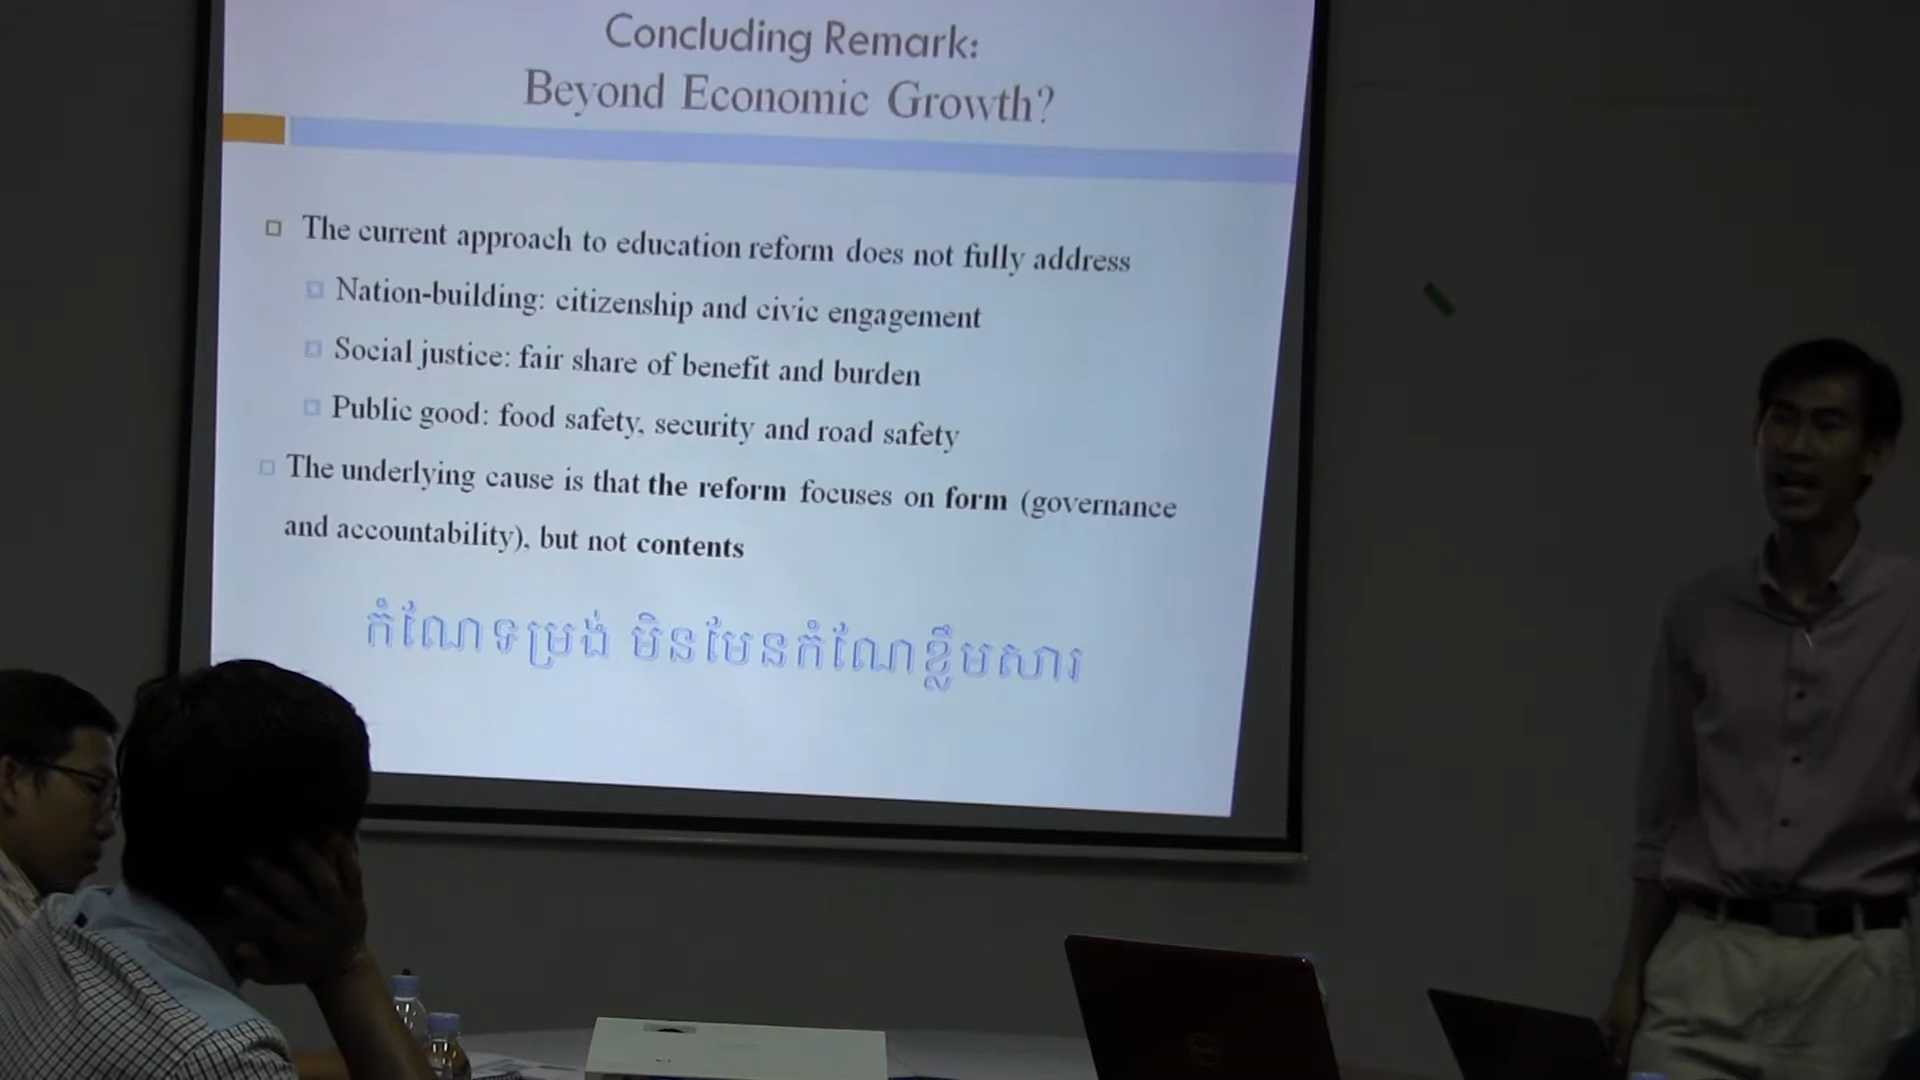 Concluding Remark:
Beyond Economic Growth?
The current approach to education reform does not fully address
Nation-building: citizenship and civic engagement
Social justice: fair share of benefit and burden
Public good: food safety, security and road safety
The underlying cause is that the reform focuses on form (governance
and accountability), but not contents
កំណែទម្រង់ មិនមែនកំណែខ្លឹមសារ